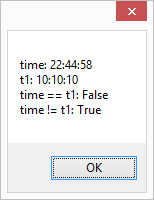 time: 22:44:58
t1: 10:10:10
time == t1: False
time != t1: True
OK